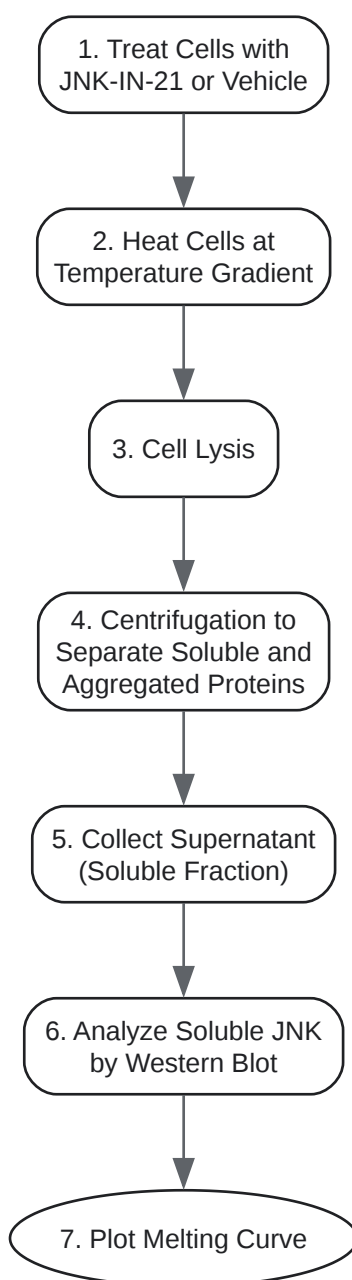 1. Treat Cells with
JNK-IN-21 or Vehicle
2. Heat Cells at
Temperature Gradient
3. Cell Lysis
4. Centrifugation to
Separate Soluble and
Aggregated Proteins
5. Collect Supernatant
(Soluble Fraction)
6. Analyze Soluble JNK
by Western Blot
7. Plot Melting Curve